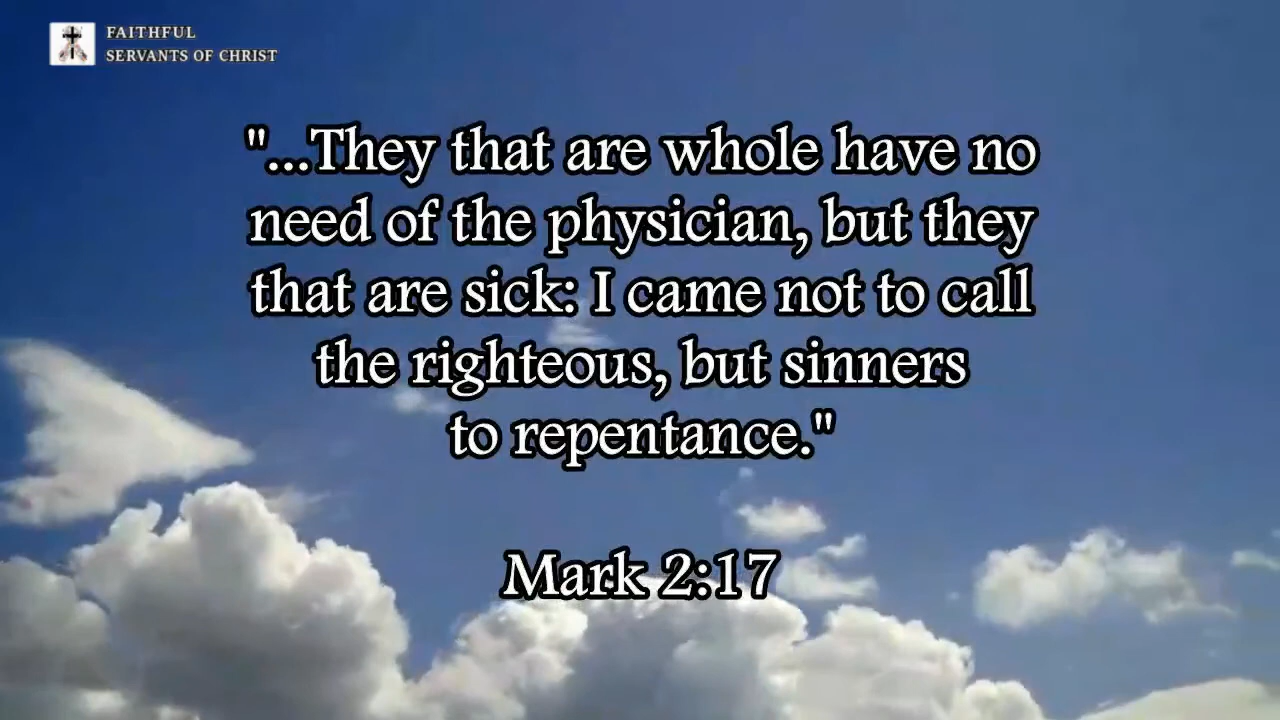 FAITHFUL
SERVANTS OF CHRIST
"...They that are whole have no
need of the physician, but they
that are sick: I came not to call
the righteous, but sinners
to repentance."
Mark 2:17